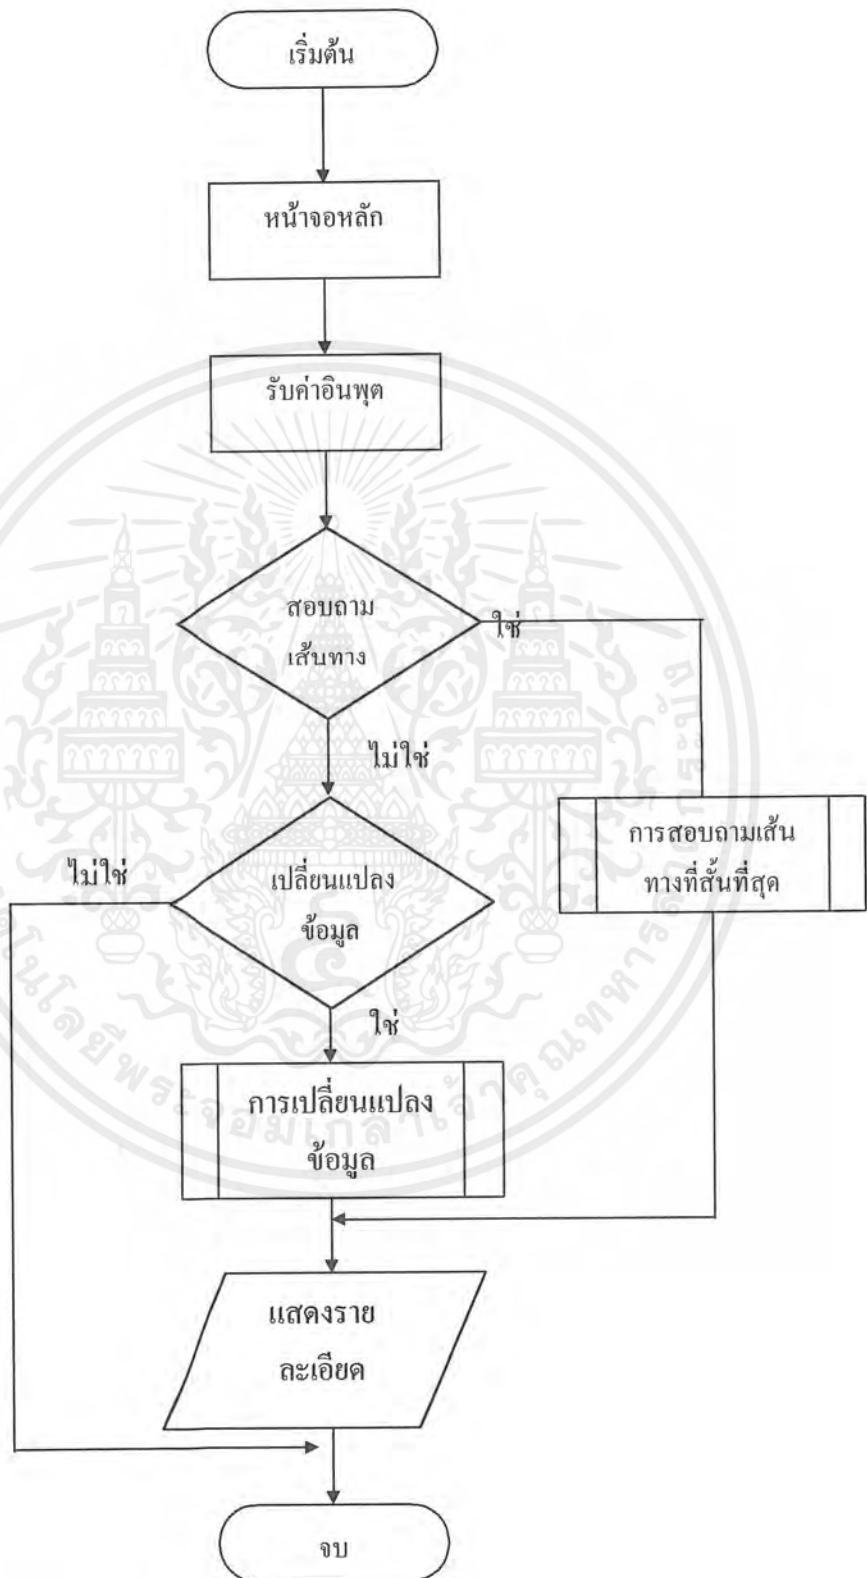 เริ่มต้น
หน้าจอหลัก
รับค่าอินพุต
สอบถาม
เส้นทาง
ใช่
ไม่ใช่
การสอบถามเส้น
ทางที่สั้นที่สุด
ไม่ใช่
เปลี่ยนแปลง
ข้อมูล
ใช่
การเปลี่ยนแปลง
ข้อมูล
แสดงราย
ละเอียด
จบ